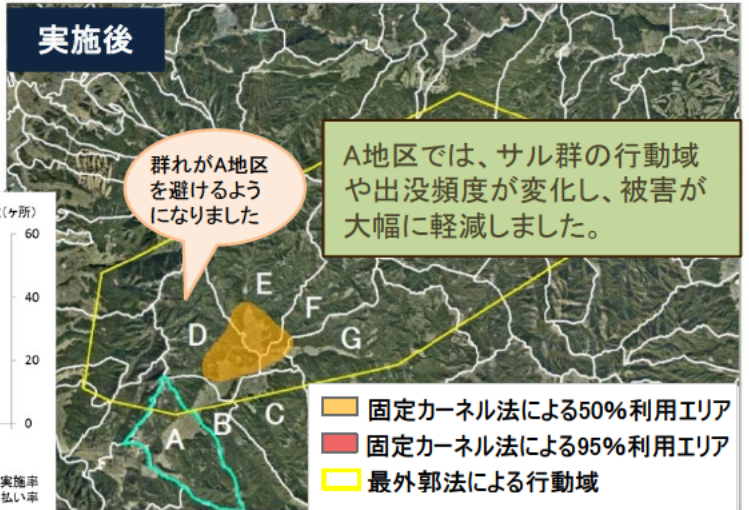 実施後
群れがA地区
を避けるよう
になりました
A地区では、サル群の行動域
や出没頻度が変化し、被害が
大幅に軽減しました。
(ヶ所)
60
40
20
0
E
F
D
G
C
B
A
固定カーネル法による50%利用エリア
固定カーネル法による95%利用エリア
最外郭法による行動域
実施率
払い率